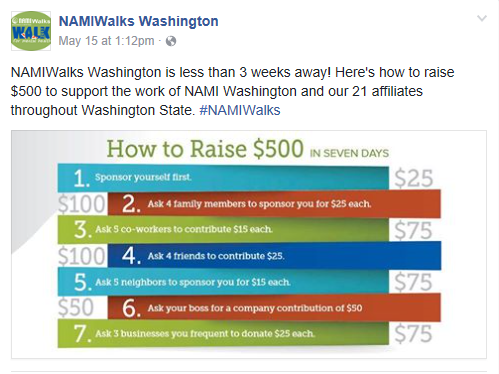 NAMIWalks Washington
May 15 at 1:12pm ·
NAMIWalks Washington is less than 3 weeks away! Here's how to raise
$500 to support the work of NAMI Washington and our 21 affiliates
throughout Washington State. #NAMIWalks
How to Raise $500 IN SEVEN DAYS
1. Sponsor yourself first. $25
$100 2. Ask 4 family members to sponsor you for $25 each.
3. Ask 5 co-workers to contribute $15 each. $75
$100 4. Ask 4 friends to contribute $25.
5. Ask 5 neighbors to sponsor you for $15 each. $75
$50 6. Ask your boss for a company contribution of $50
7. Ask 3 businesses you frequent to donate $25 each. $75